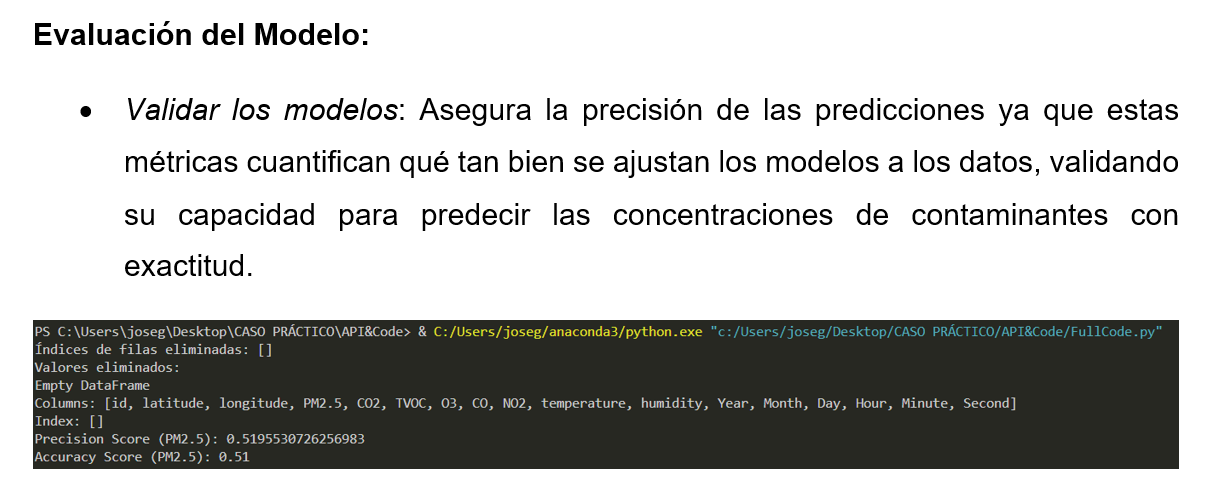 Evaluación del Modelo:
• Validar los modelos: Asegura la precisión de las predicciones ya que estas
métricas cuantifican qué tan bien se ajustan los modelos a los datos, validando
su capacidad para predecir las concentraciones de contaminantes con
exactitud.
PS C:\Users\joseg\Desktop\CASO PRÁCTICO\API&Code> & C:/Users/joseg/anaconda3/python.exe "c:/Users/joseg/Desktop/CASO PRÁCTICO/API&Code/FullCode.py"
Índices de filas eliminadas: []
Valores eliminados:
Empty DataFrame
Columns: [id, latitude, longitude, PM2.5, CO2, TVOC, O3, CO, NO2, temperature, humidity, Year, Month, Day, Hour, Minute, Second]
Index: []
Precision Score (PM2.5): 0.5195530726256983
Accuracy Score (PM2.5): 0.51